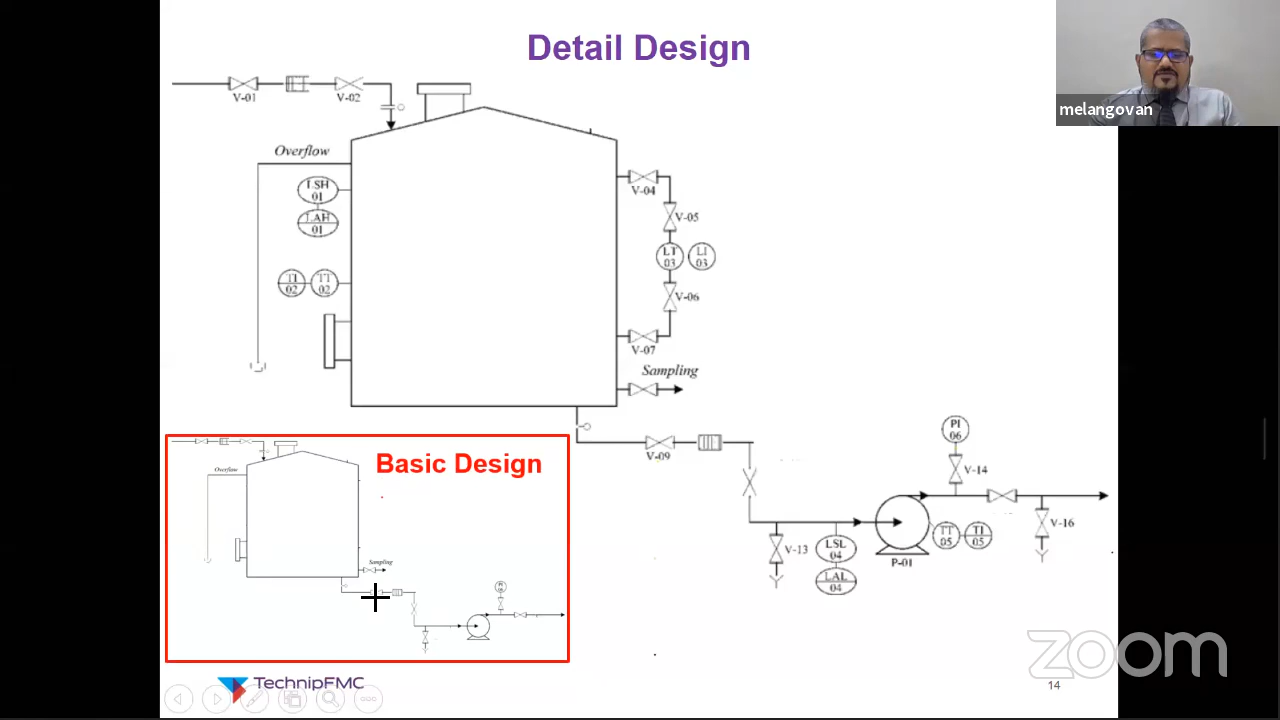 Detail Design
melangovan
V-01
V-02
Overflow
LSH
01
LAH
01
TI
02
TT
02
V-04
V-05
LT
03
LI
03
V-06
V-07
Sampling
V-09
PI
06
V-14
V-16
V-13
LSL
04
LAL
04
TT
05
TI
05
P-01
Basic Design
Overflow
Sampling
TechnipFMC
14
zoom